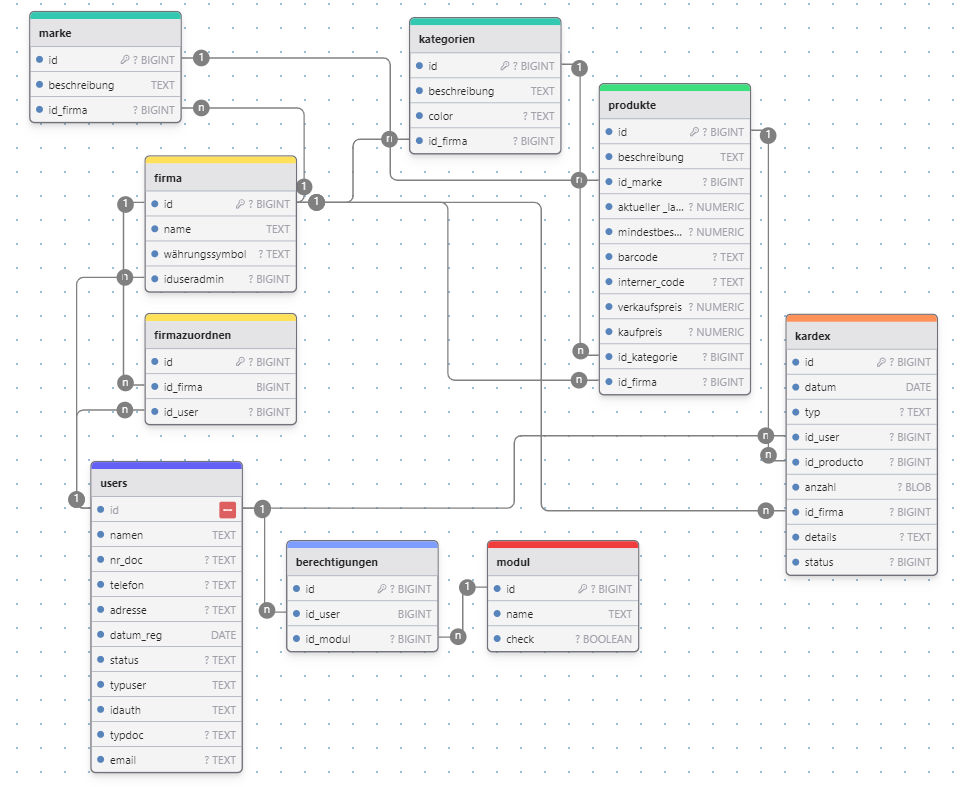 marke
id ? BIGINT
beschreibung TEXT
id_firma ? BIGINT
kategorien
id ? BIGINT
beschreibung TEXT
color ? TEXT
id_firma ? BIGINT
produkte
id ? BIGINT
beschreibung TEXT
id_marke ? BIGINT
aktueller _la... ? NUMERIC
mindestbes... ? NUMERIC
barcode ? TEXT
interner_code ? TEXT
verkaufspreis ? NUMERIC
kaufpreis ? NUMERIC
id_kategorie ? BIGINT
id_firma ? BIGINT
firma
id ? BIGINT
name TEXT
währungssymbol ? TEXT
iduseradmin ? BIGINT
firmazuordnen
id ? BIGINT
id_firma BIGINT
id_user ? BIGINT
kardex
id ? BIGINT
datum DATE
typ ? TEXT
id_user ? BIGINT
id_producto ? BIGINT
anzahl ? BLOB
id_firma ? BIGINT
details ? TEXT
status ? BIGINT
users
id
namen TEXT
nr_doc ? TEXT
telefon ? TEXT
adresse ? TEXT
datum_reg DATE
status ? TEXT
typuser TEXT
idauth TEXT
typdoc ? TEXT
email ? TEXT
berechtigungen
id ? BIGINT
id_user BIGINT
id_modul ? BIGINT
modul
id ? BIGINT
name TEXT
check ? BOOLEAN
1
n
1
n
1
n
1
1
1
n
n
n
n
n
1
n
n
n
1
1
n
1
n